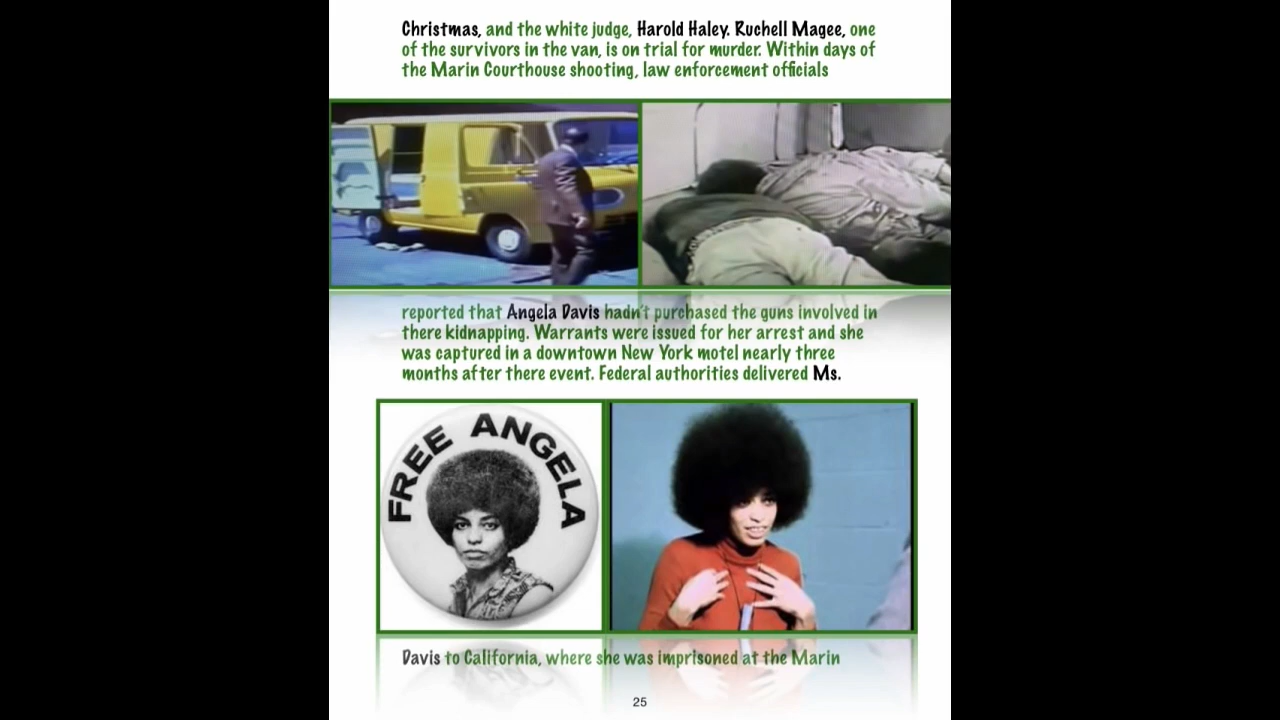 Christmas, and the white judge, Harold Haley. Ruchell Magee, one
of the survivors in the van, is on trial for murder. Within days of
the Marin Courthouse shooting, law enforcement officials
reported that Angela Davis hadn't purchased the guns involved in
there kidnapping. Warrants were issued for her arrest and she
was captured in a downtown New York motel nearly three
months after there event. Federal authorities delivered Ms.
FREE ANGELA
Davis to California, where she was imprisoned at the Marin
25